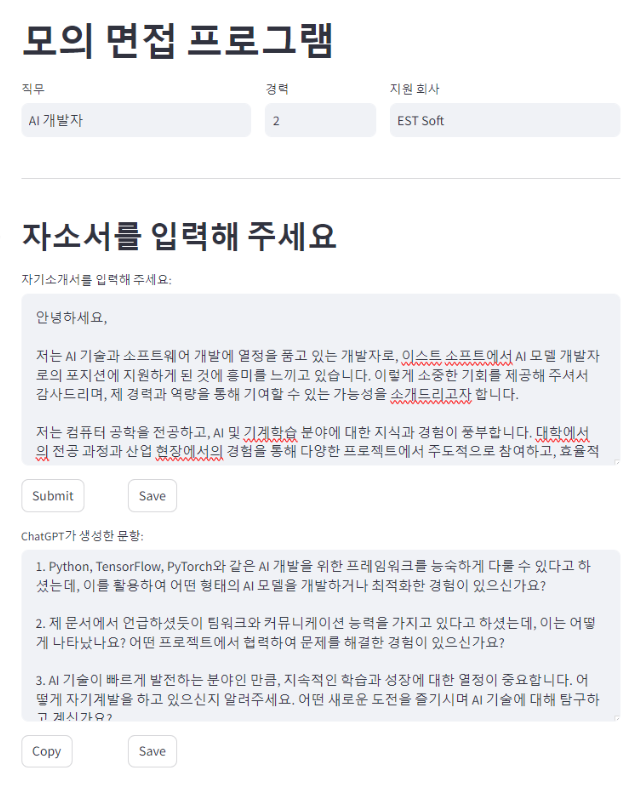 모의 면접 프로그램
직무 경력 지원 회사
AI 개발자 2 EST Soft
자소서를 입력해 주세요
자기소개서를 입력해 주세요:
안녕하세요,
저는 AI 기술과 소프트웨어 개발에 열정을 품고 있는 개발자로, 이스트 소프트에서 AI 모델 개발자
로의 포지션에 지원하게 된 것에 흥미를 느끼고 있습니다. 이렇게 소중한 기회를 제공해 주셔서
감사드리며, 제 경력과 역량을 통해 기여할 수 있는 가능성을 소개드리고자 합니다.
저는 컴퓨터 공학을 전공하고, AI 및 기계학습 분야에 대한 지식과 경험이 풍부합니다. 대학에서
의 전공 과정과 산업 현장에서의 경험을 통해 다양한 프로젝트에서 주도적으로 참여하고, 효율적
Submit Save
ChatGPT가 생성한 문항:
1. Python, TensorFlow, PyTorch와 같은 AI 개발을 위한 프레임워크를 능숙하게 다룰 수 있다고 하
셨는데, 이를 활용하여 어떤 형태의 AI 모델을 개발하거나 최적화한 경험이 있으신가요?
2. 제 문서에서 언급하셨듯이 팀워크와 커뮤니케이션 능력을 가지고 있다고 하셨는데, 이는 어떻
게 나타났나요? 어떤 프로젝트에서 협력하여 문제를 해결한 경험이 있으신가요?
3. AI 기술이 빠르게 발전하는 분야인 만큼, 지속적인 학습과 성장에 대한 열정이 중요합니다. 어
떻게 자기계발을 하고 있으신지 알려주세요. 어떤 새로운 도전을 즐기시며 AI 기술에 대해 탐구하
고 계신가요?
Copy Save